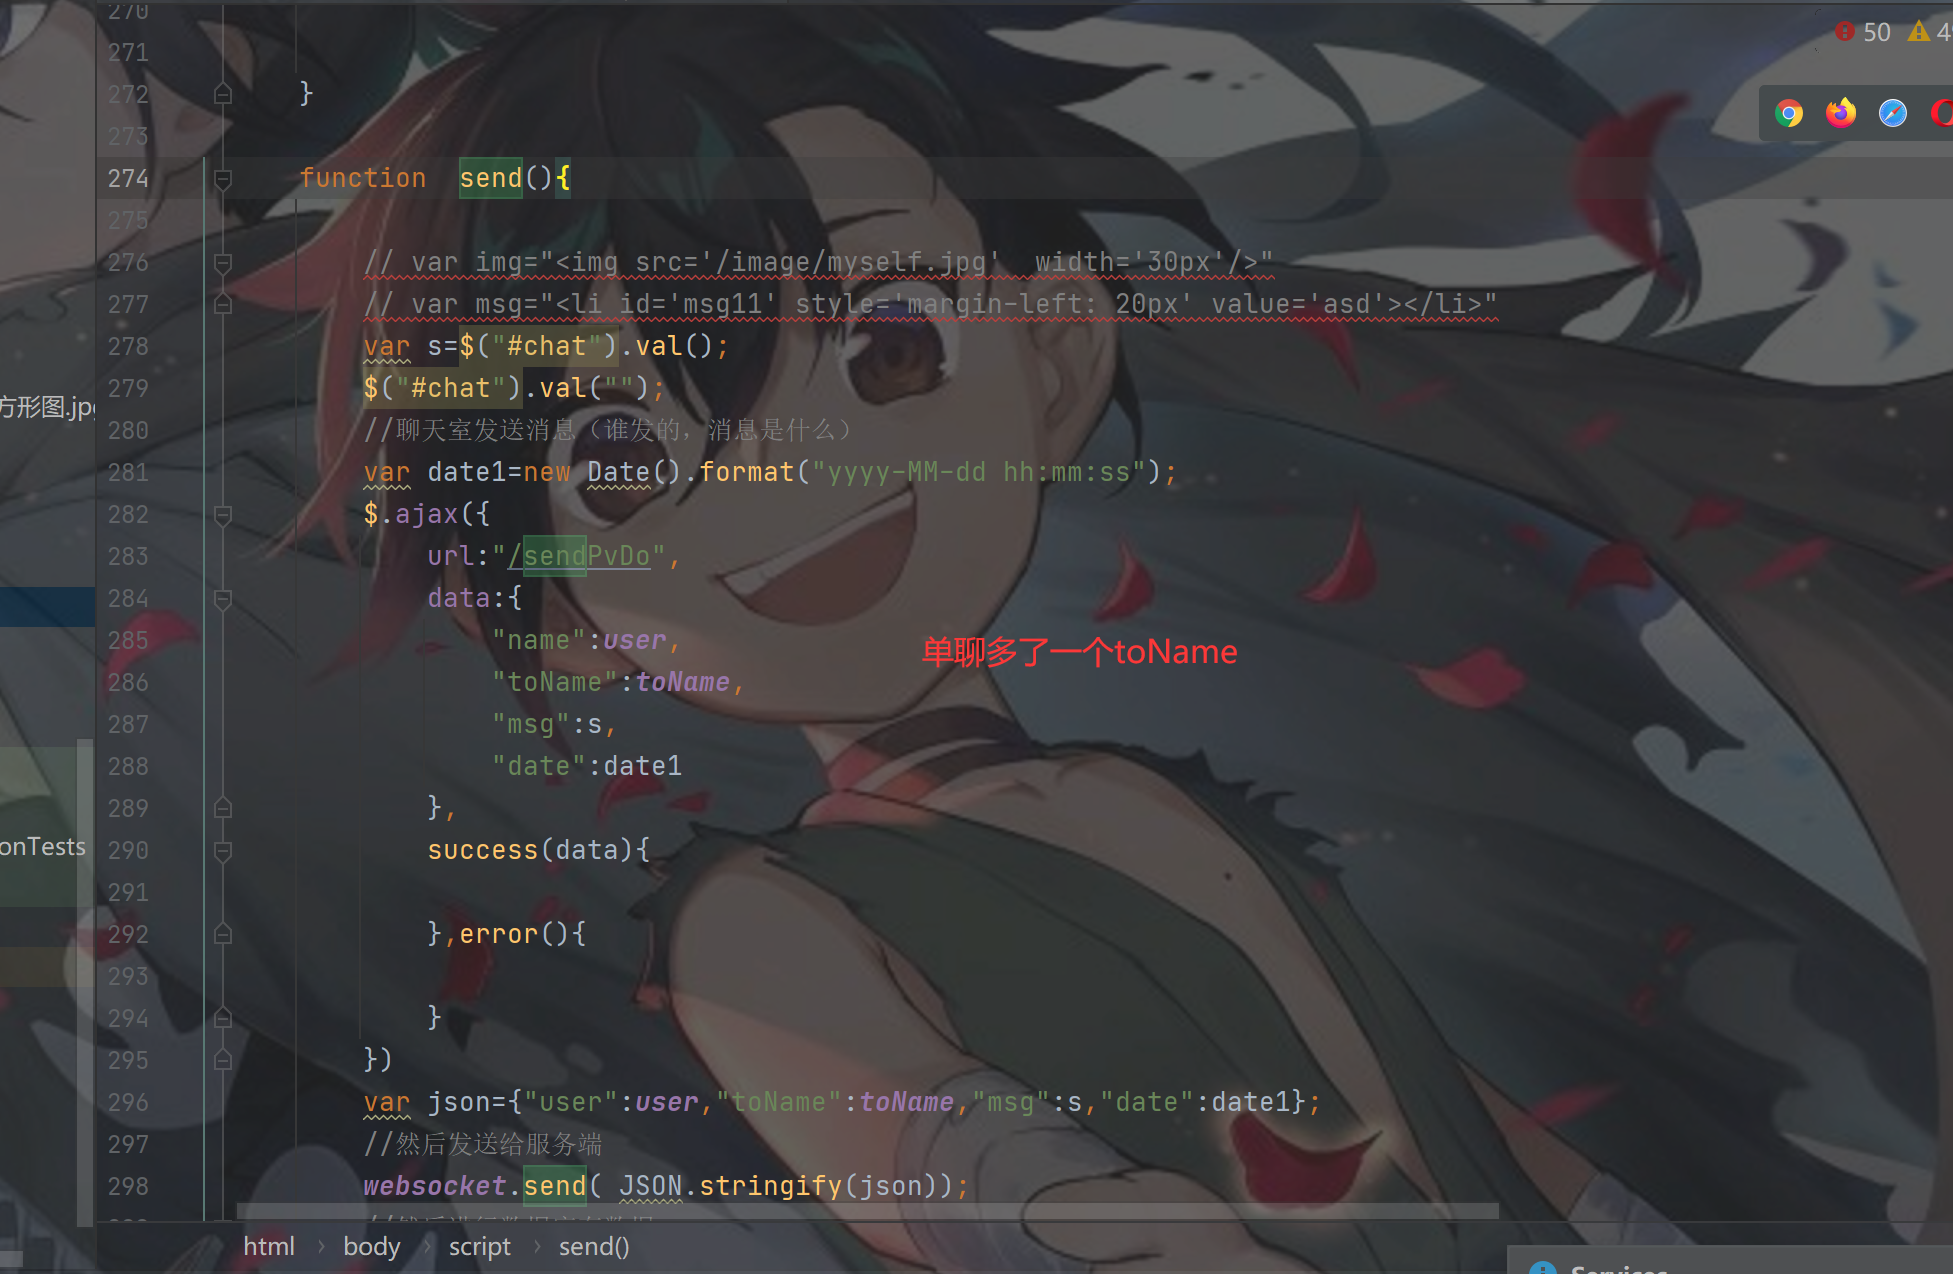 270
50 49
271
272 }
273
274 function send(){
275
276 // var img="<img src='/image/myself.jpg' width='30px'/>"
277 // var msg="<li id='msg11' style='margin-left: 20px' value='asd'></li>"
278 var s=$("#chat").val();
279 $("#chat").val("");
方形图.jpg
280 //聊天室发送消息（谁发的，消息是什么）
281 var date1=new Date().format("yyyy-MM-dd hh:mm:ss");
282 $.ajax({
283 url:"/sendPvDo",
284 data:{
285 "name":user,
单聊多了一个toName
286 "toName":toName,
287 "msg":s,
288 "date":date1
289 },
onTests
290 success(data){
291
292 },error(){
293
294 }
295 })
296 var json={"user":user,"toName":toName,"msg":s,"date":date1};
297 //然后发送给服务端
298 websocket.send( JSON.stringify(json));
html › body › script › send()
Services